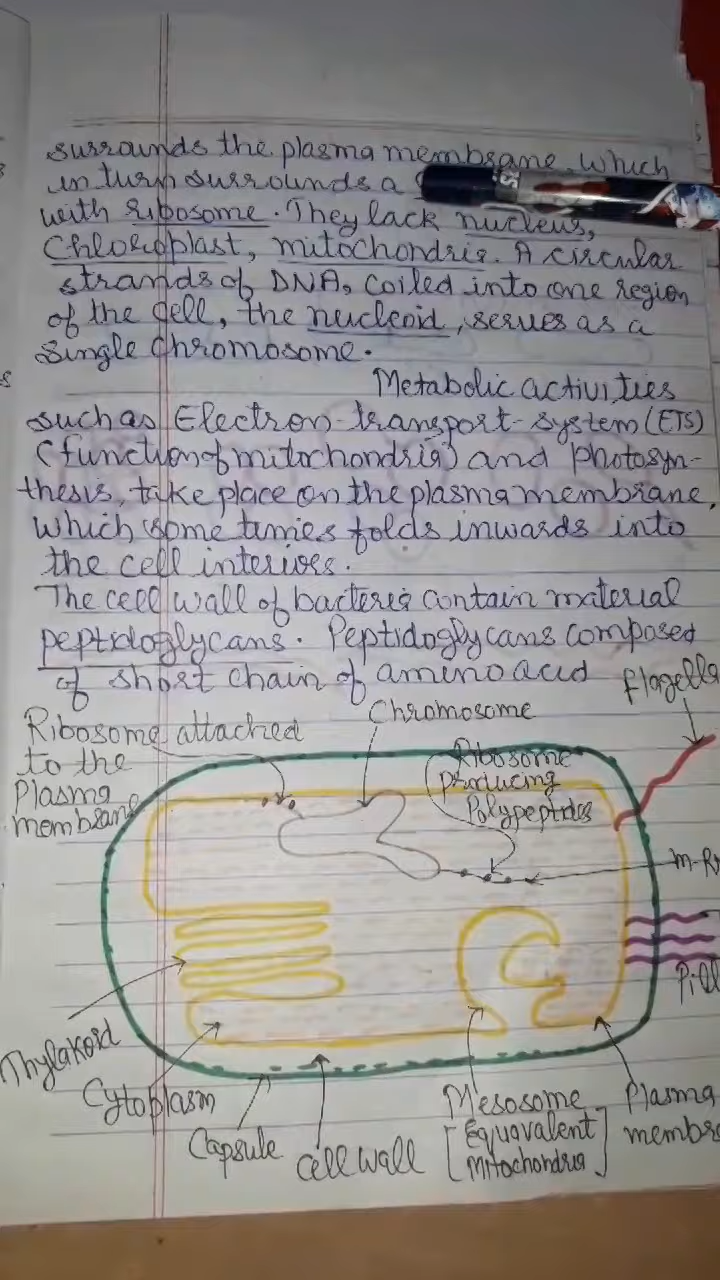 surrounds the plasma membrane. which
in turn surrounds a
with ribosome. They lack nucleus,
Chloroplast, mitochondria. A circular
strands of DNA, coiled into one region
of the cell, the nucleoid, serves as a
single chromosome.
Metabolic activities
such as Electron-transport-system (ETS)
(function of mitochondria) and photosyn-
thesis, take place on the plasma membrane,
which some times folds inwards into
the cell interiors.
The cell wall of bacteria contain material
peptidoglycans. Peptidoglycans composed
of short chain of amino acid
flagella
Chromosome
Ribosome attached
to the
Plasma
membrane
Ribosome
producing
Polypeptides
m-R
Pill
Thylakoid
Cytoplasm
Capsule
cell wall
Mesosome
[Equavalent
mitochondria]
Plasma
membr